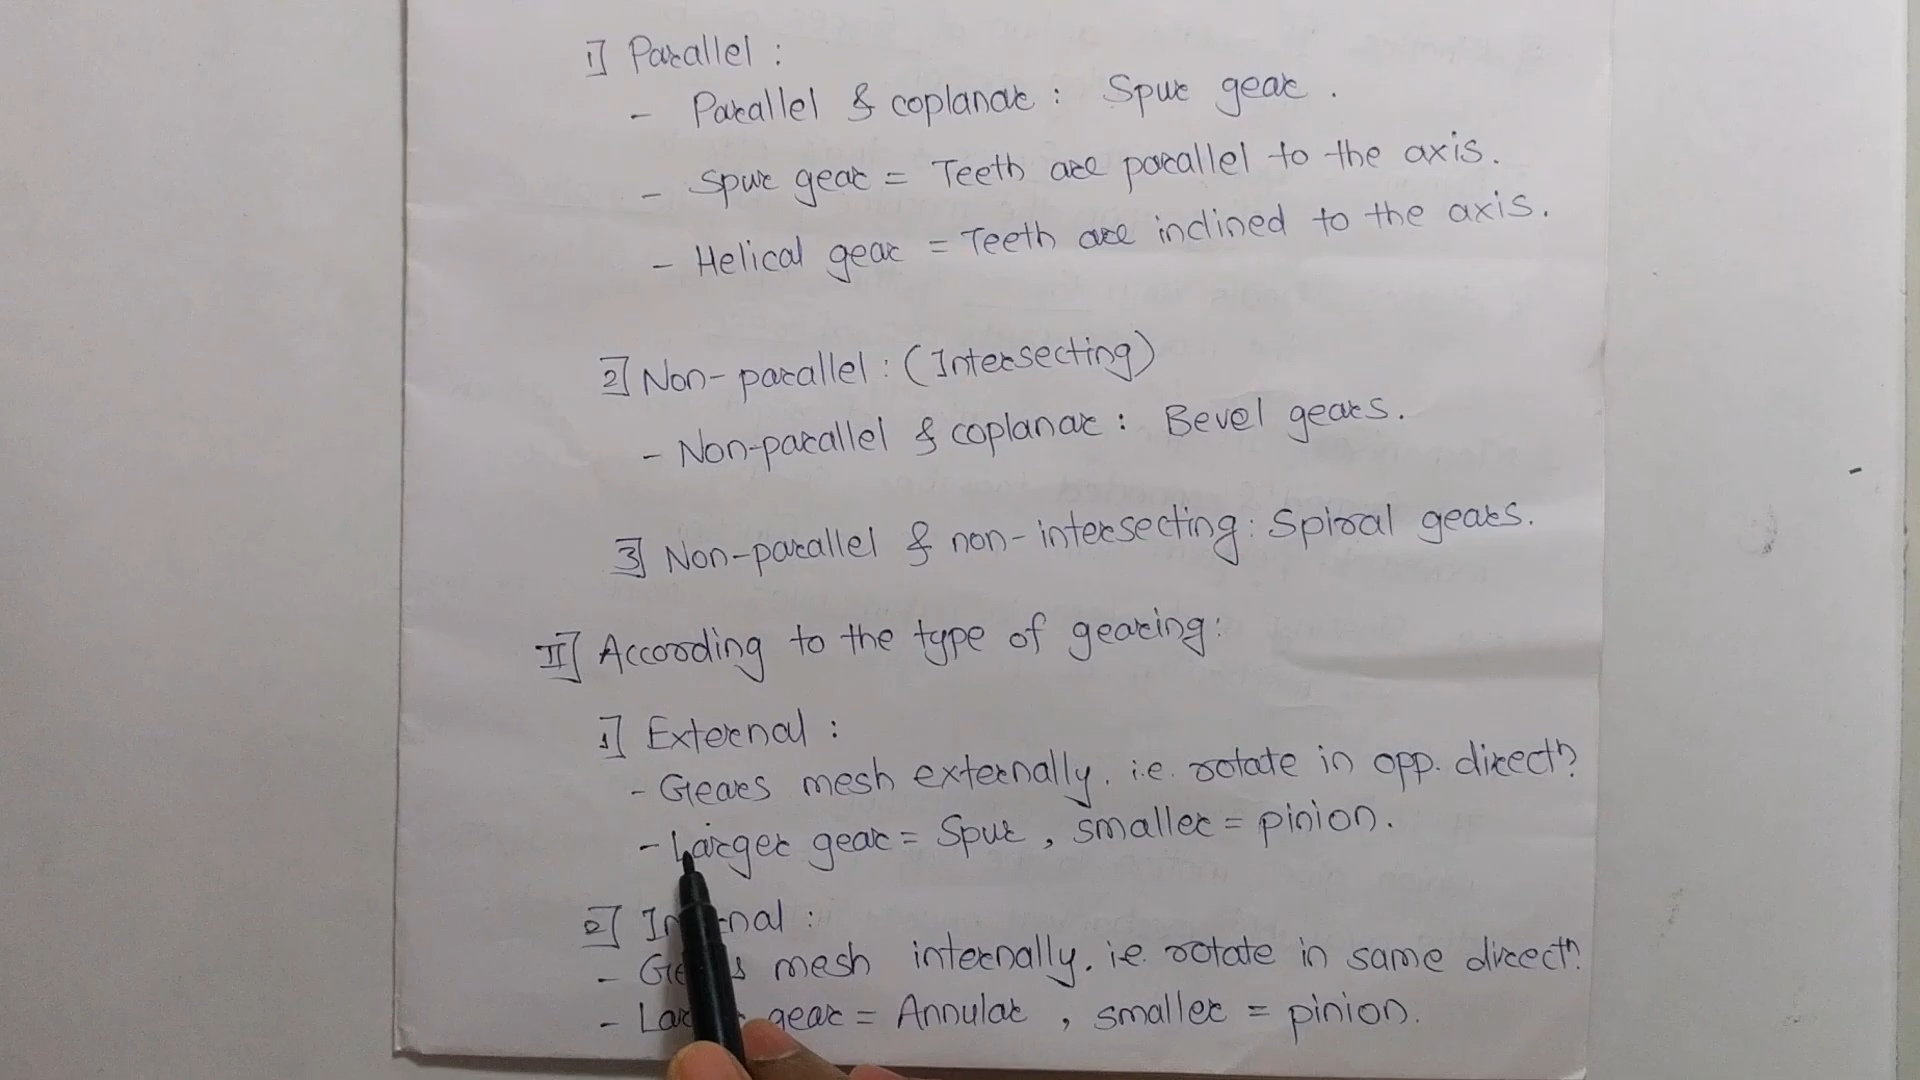 1] Parallel :
- Parallel & coplanar : Spur gear .
- Spur gear = Teeth are parallel to the axis.
- Helical gear = Teeth are inclined to the axis.
2] Non-parallel : (Intersecting)
- Non-parallel & coplanar : Bevel gears.
3] Non-parallel & non-intersecting : Spiral gears.
II] According to the type of gearing:
1] External :
- Gears mesh externally. i.e. rotate in opp. directn.
- Larger gear = Spur , smaller = pinion.
2] :
- mesh internally. i.e. rotate in same directn.
- gear = Annular , smaller = pinion.